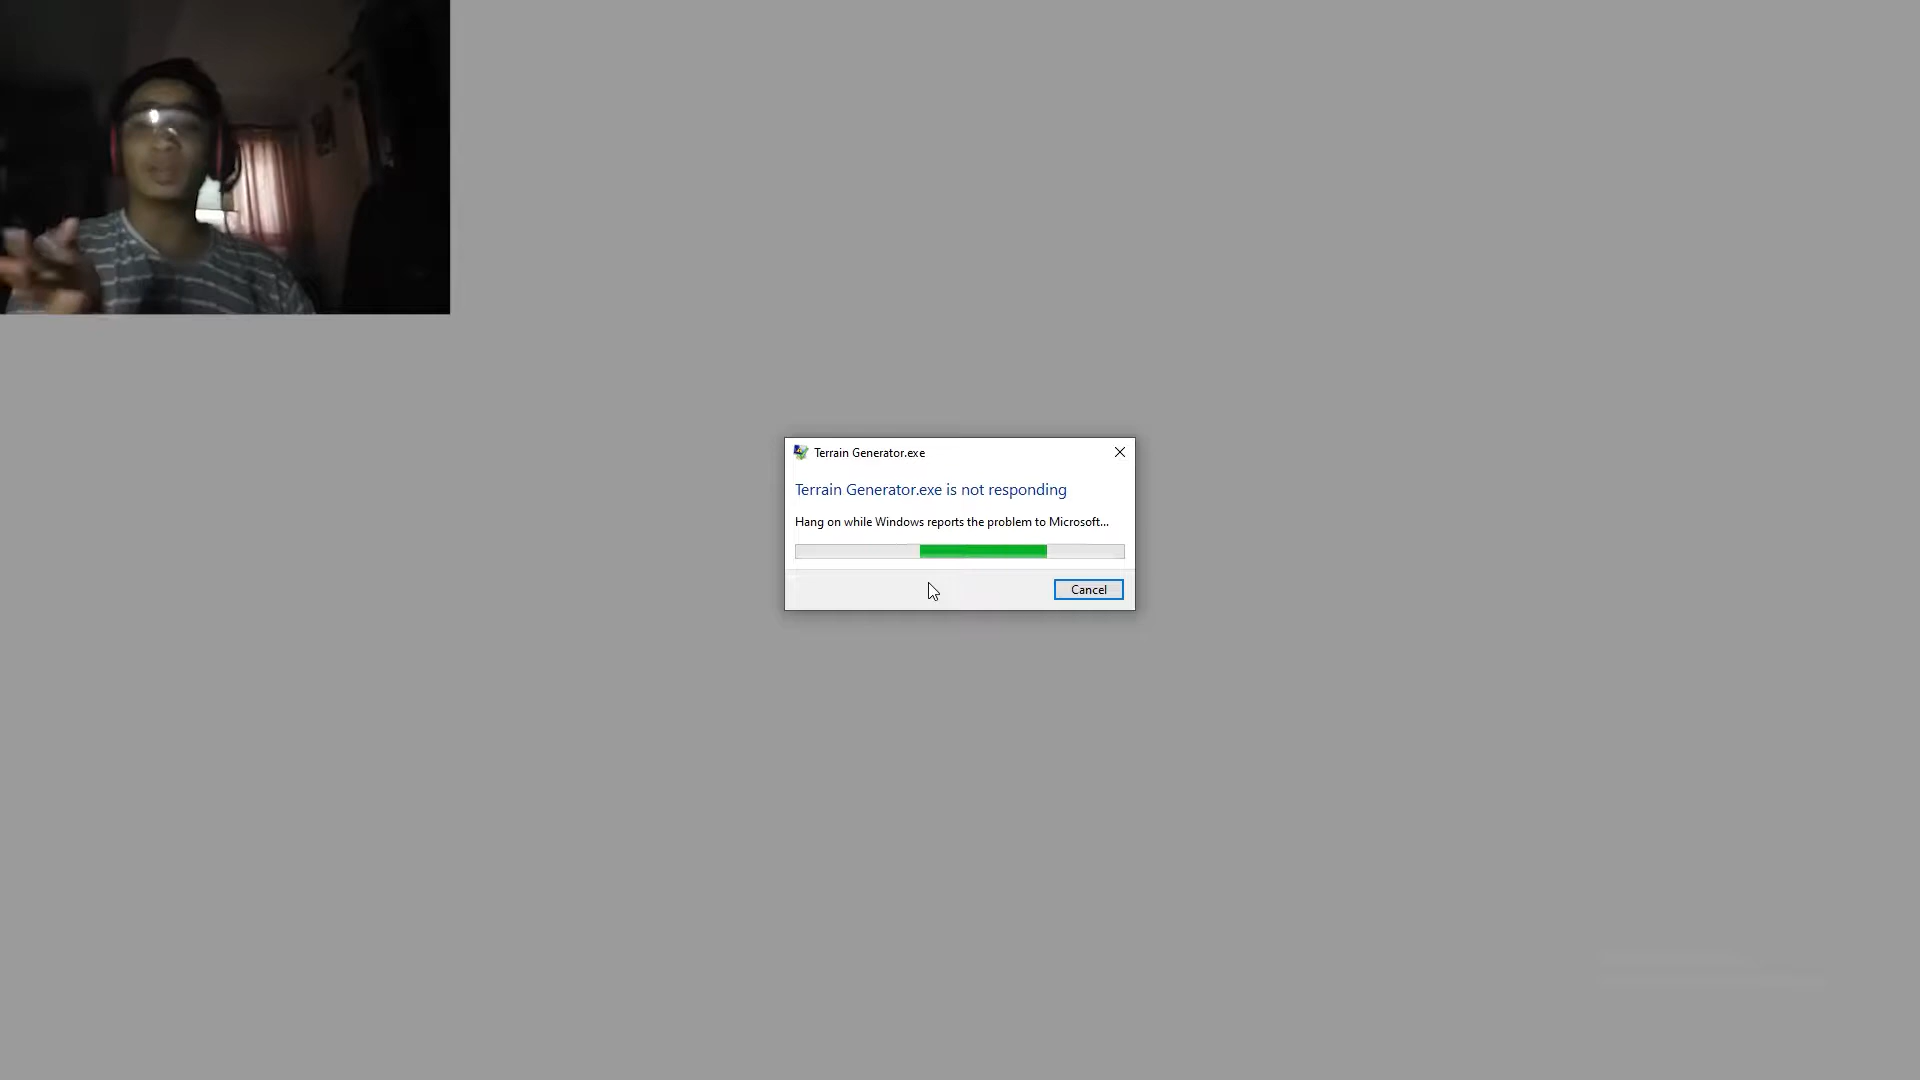 Terrain Generator.exe
Terrain Generator.exe is not responding
Hang on while Windows reports the problem to Microsoft...
Cancel